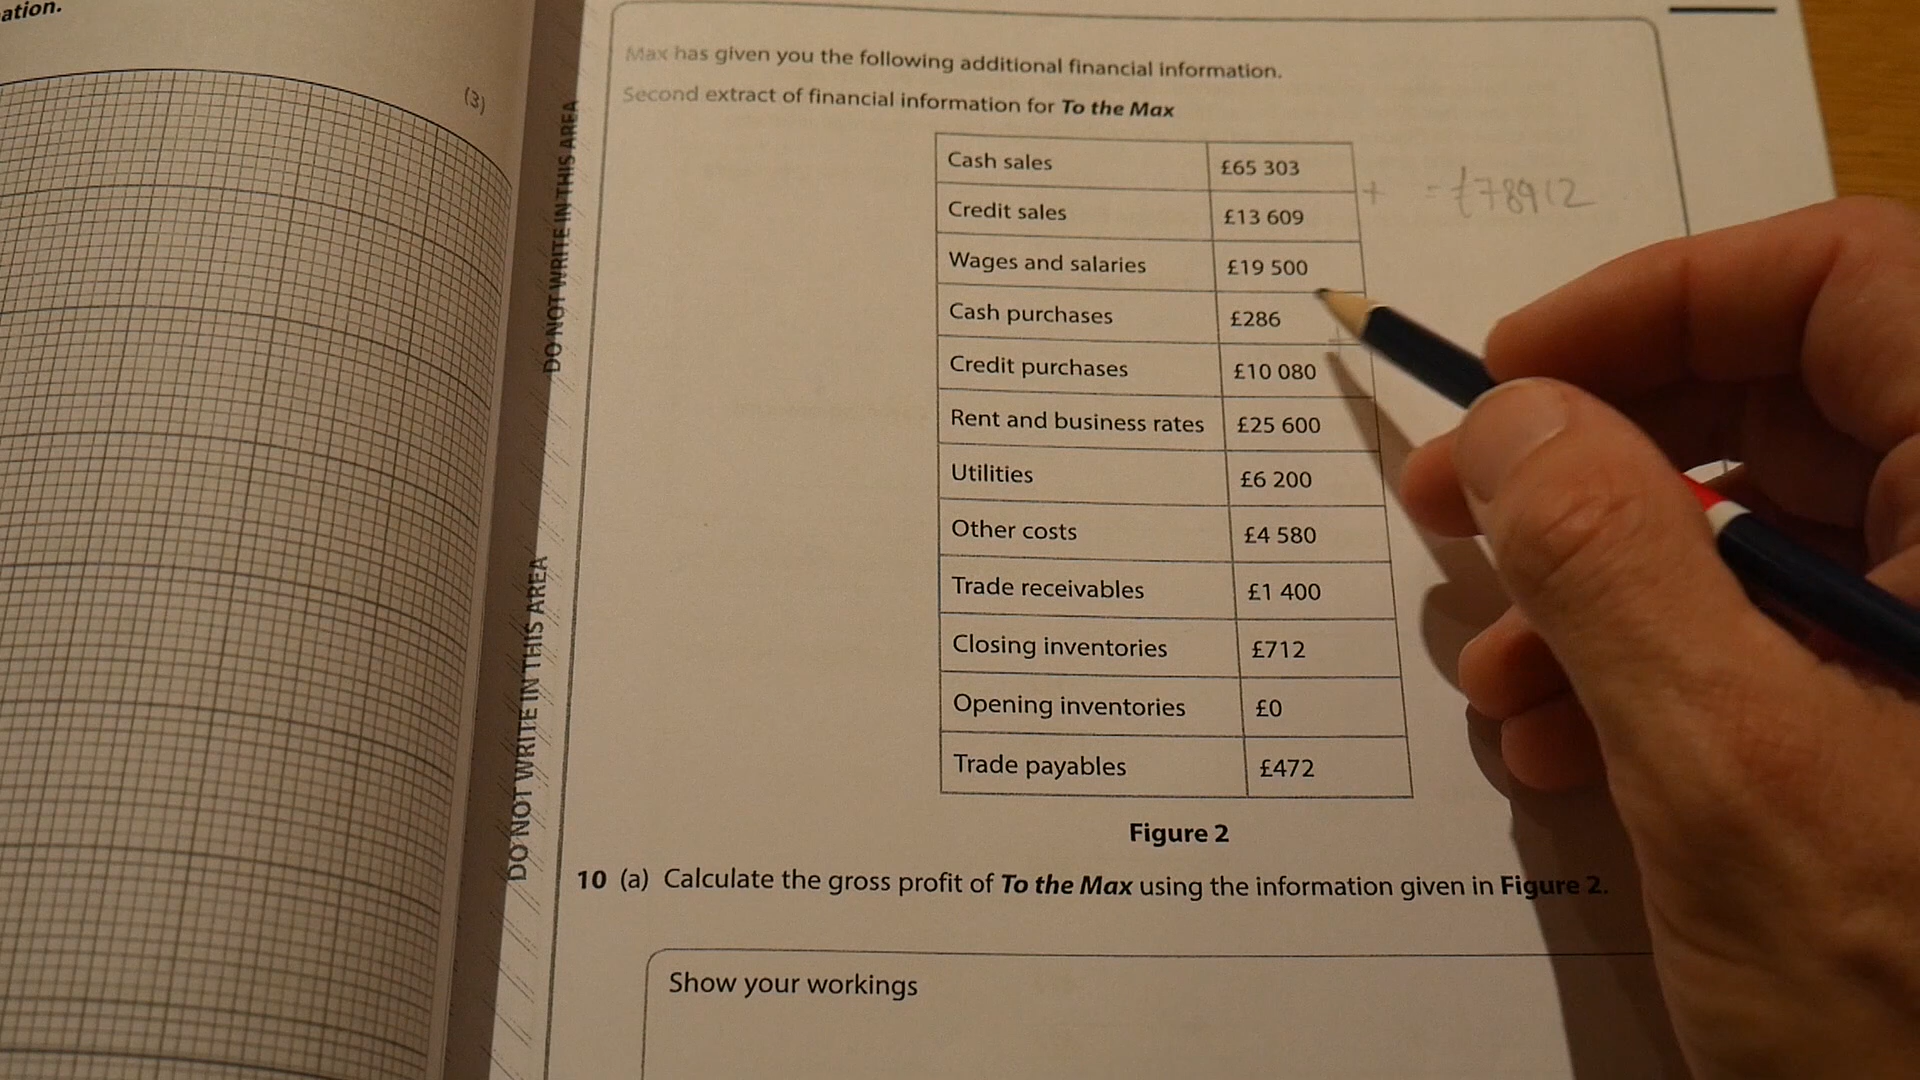 ation.
(3)
DO NOT WRITE IN THIS AREA
DO NOT WRITE IN THIS AREA
Max has given you the following additional financial information.
Second extract of financial information for To the Max
Cash sales £65 303
Credit sales £13 609
+ = £78912
Wages and salaries £19 500
Cash purchases £286
Credit purchases £10 080
Rent and business rates £25 600
Utilities £6 200
Other costs £4 580
Trade receivables £1 400
Closing inventories £712
Opening inventories £0
Trade payables £472
Figure 2
10 (a) Calculate the gross profit of To the Max using the information given in Figure 2.
Show your workings